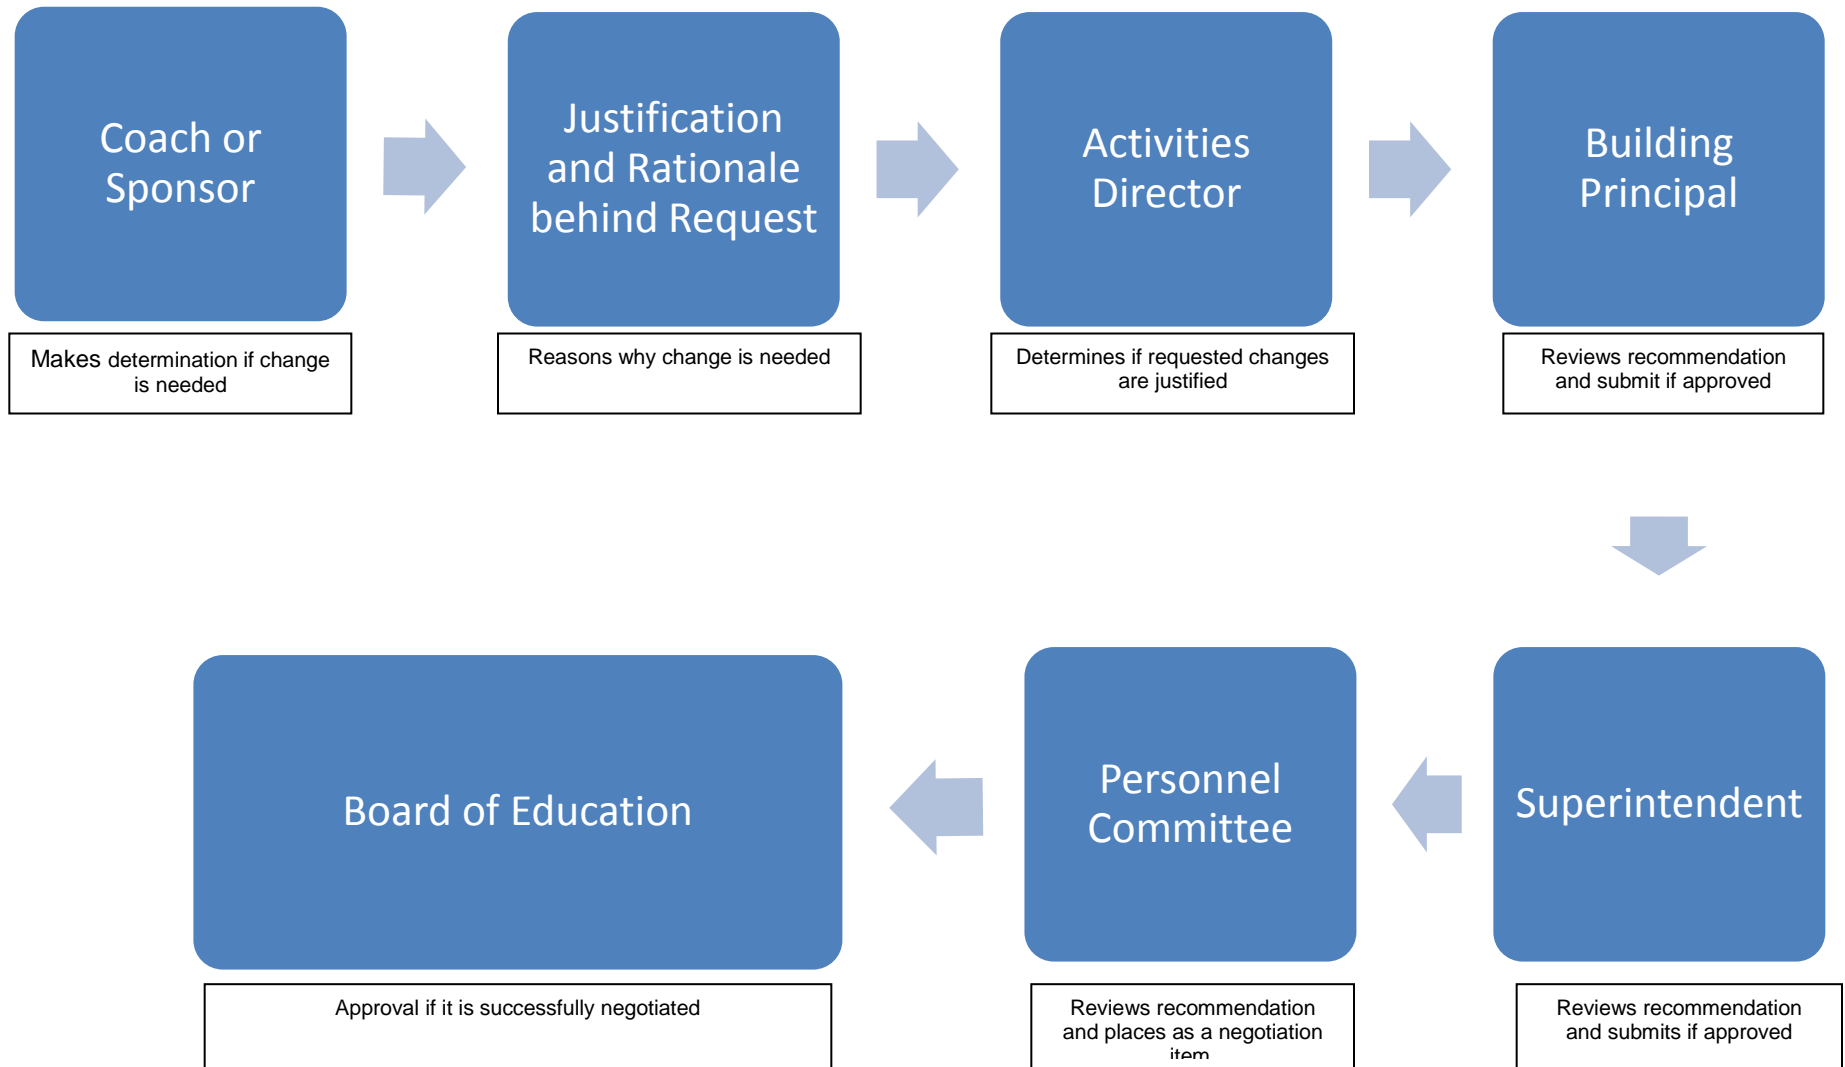 Coach or
Sponsor
Makes determination if change
is needed
Justification
and Rationale
behind Request
Reasons why change is needed
Activities
Director
Determines if requested changes
are justified
Building
Principal
Reviews recommendation
and submit if approved
Superintendent
Reviews recommendation
and submits if approved
Personnel
Committee
Reviews recommendation
and places as a negotiation
item
Board of Education
Approval if it is successfully negotiated